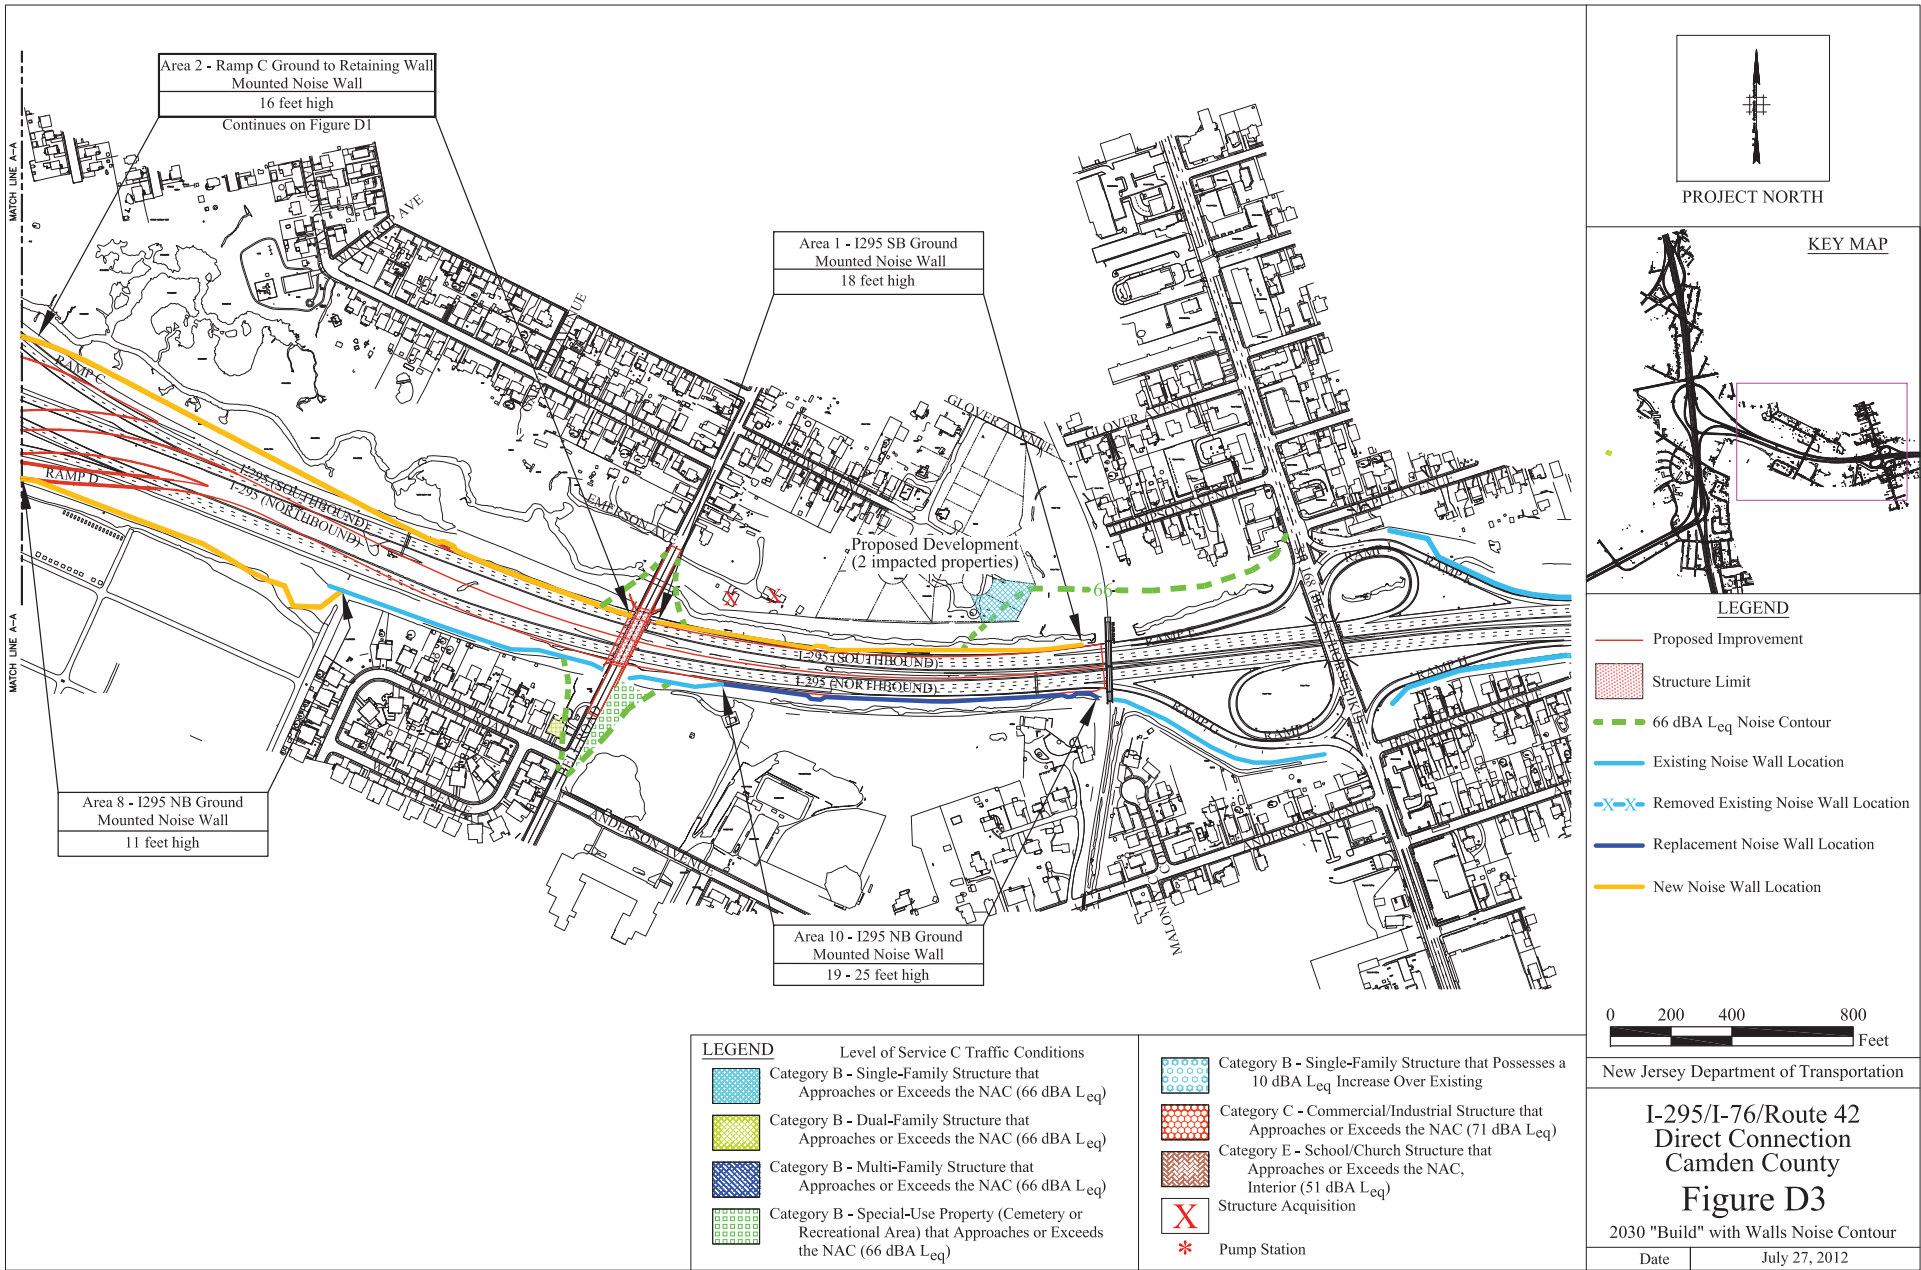 Area 2 - Ramp C Ground to Retaining Wall
Mounted Noise Wall
16 feet high
Continues on Figure D1
MATCH LINE A-A
MATCH LINE A-A
Area 1 - I295 SB Ground
Mounted Noise Wall
18 feet high
RAMP C
RAMP D
I-295 (SOUTHBOUND)
I-295 (NORTHBOUND)
EMERSON AVE
GLOVER AVENUE
GLOVER AVENUE
THOMPSON AVENUE
Proposed Development
(2 impacted properties)
66
RAMP E
RAMP H
I-295 (SOUTHBOUND)
I-295 (NORTHBOUND)
RAMP G
KENNEDY
WEST AVENUE
ANDERSON AVENUE
ANDERSON AVE
Area 8 - I295 NB Ground
Mounted Noise Wall
11 feet high
Area 10 - I295 NB Ground
Mounted Noise Wall
19 - 25 feet high
PROJECT NORTH
KEY MAP
LEGEND
Proposed Improvement
Structure Limit
66 dBA Leq Noise Contour
Existing Noise Wall Location
X X Removed Existing Noise Wall Location
Replacement Noise Wall Location
New Noise Wall Location
0 200 400 800
Feet
New Jersey Department of Transportation
I-295/I-76/Route 42
Direct Connection
Camden County
Figure D3
2030 "Build" with Walls Noise Contour
Date July 27, 2012
LEGEND
Level of Service C Traffic Conditions
Category B - Single-Family Structure that
Approaches or Exceeds the NAC (66 dBA Leq)
Category B - Dual-Family Structure that
Approaches or Exceeds the NAC (66 dBA Leq)
Category B - Multi-Family Structure that
Approaches or Exceeds the NAC (66 dBA Leq)
Category B - Special-Use Property (Cemetery or
Recreational Area) that Approaches or Exceeds
the NAC (66 dBA Leq)
Category B - Single-Family Structure that Possesses a
10 dBA Leq Increase Over Existing
Category C - Commercial/Industrial Structure that
Approaches or Exceeds the NAC (71 dBA Leq)
Category E - School/Church Structure that
Approaches or Exceeds the NAC,
Interior (51 dBA Leq)
X Structure Acquisition
* Pump Station